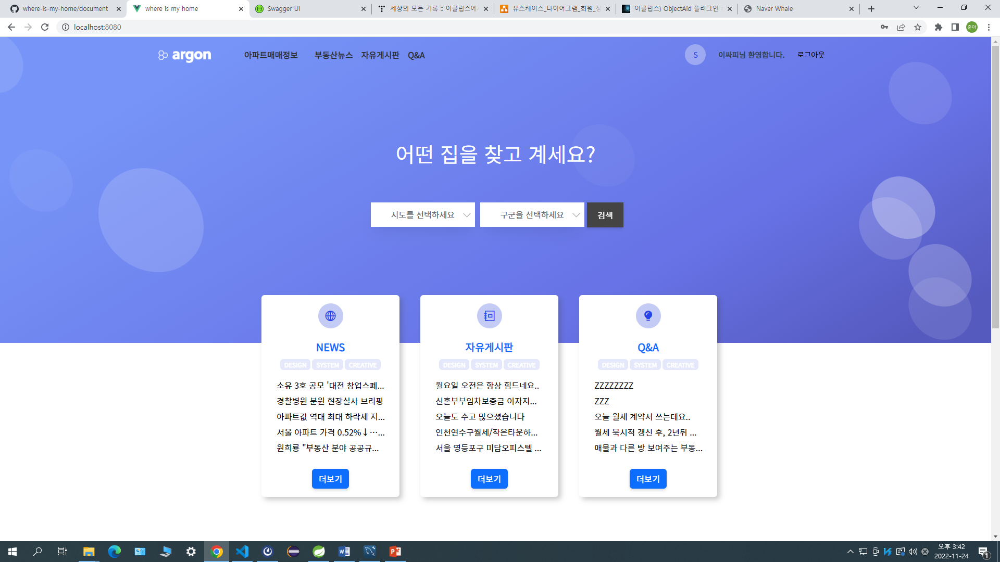 where-is-my-home/document
where is my home
Swagger UI
세상의 모든 기록 :: 이클립스에서
유스케이스_다이어그램_회원_정
이클립스) ObjectAid 플러그인
Naver Whale
localhost:8080
준아
argon
아파트매매정보
부동산뉴스
자유게시판
Q&A
S
이싸피님 환영합니다.
로그아웃
어떤 집을 찾고 계세요?
시도를 선택하세요
구군을 선택하세요
검색
NEWS
DESIGN SYSTEM CREATIVE
소유 3호 공모 '대전 창업스페...
경찰병원 분원 현장실사 브리핑
아파트값 역대 최대 하락세 지...
서울 아파트 가격 0.52%↓⋯...
원희룡 "부동산 분야 공공규...
더보기
자유게시판
DESIGN SYSTEM CREATIVE
월요일 오전은 항상 힘드네요..
신혼부부임차보증금 이자지...
오늘도 수고 많으셨습니다
인천연수구월세/작은타운하...
서울 영등포구 미담오피스텔 ...
더보기
Q&A
DESIGN SYSTEM CREATIVE
ZZZZZZZZ
ZZZ
오늘 월세 계약서 쓰는데요..
월세 묵시적 갱신 후, 2년뒤 ...
매물과 다른 방 보여주는 부동...
더보기
오후 3:42
2022-11-24
1